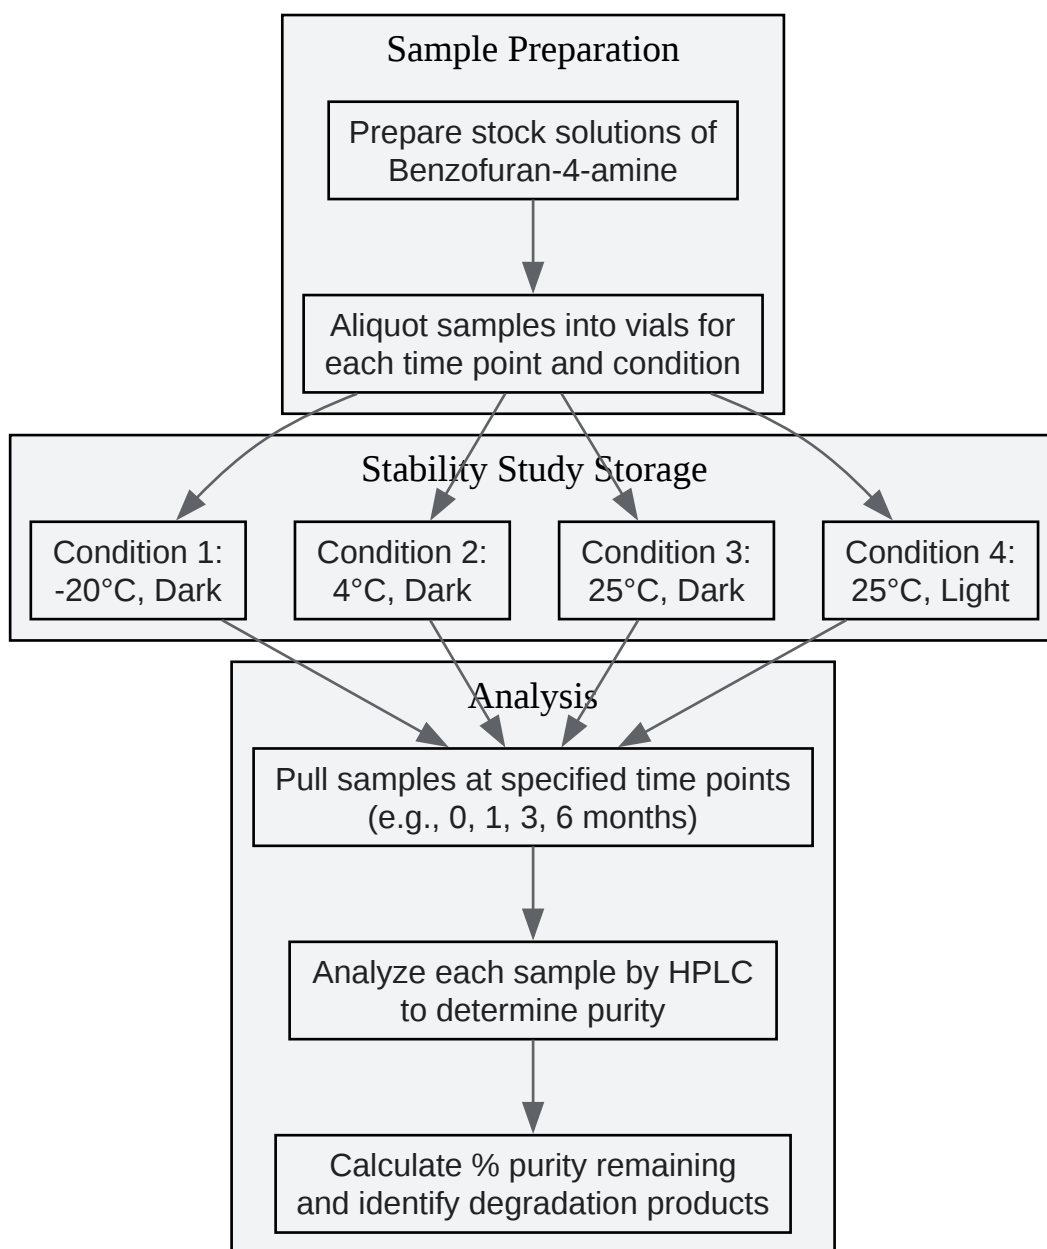 Sample Preparation
Prepare stock solutions of
Benzofuran-4-amine
Aliquot samples into vials for
each time point and condition
Stability Study Storage
Condition 1:
-20°C, Dark
Condition 2:
4°C, Dark
Condition 3:
25°C, Dark
Condition 4:
25°C, Light
Analysis
Pull samples at specified time points
(e.g., 0, 1, 3, 6 months)
Analyze each sample by HPLC
to determine purity
Calculate % purity remaining
and identify degradation products